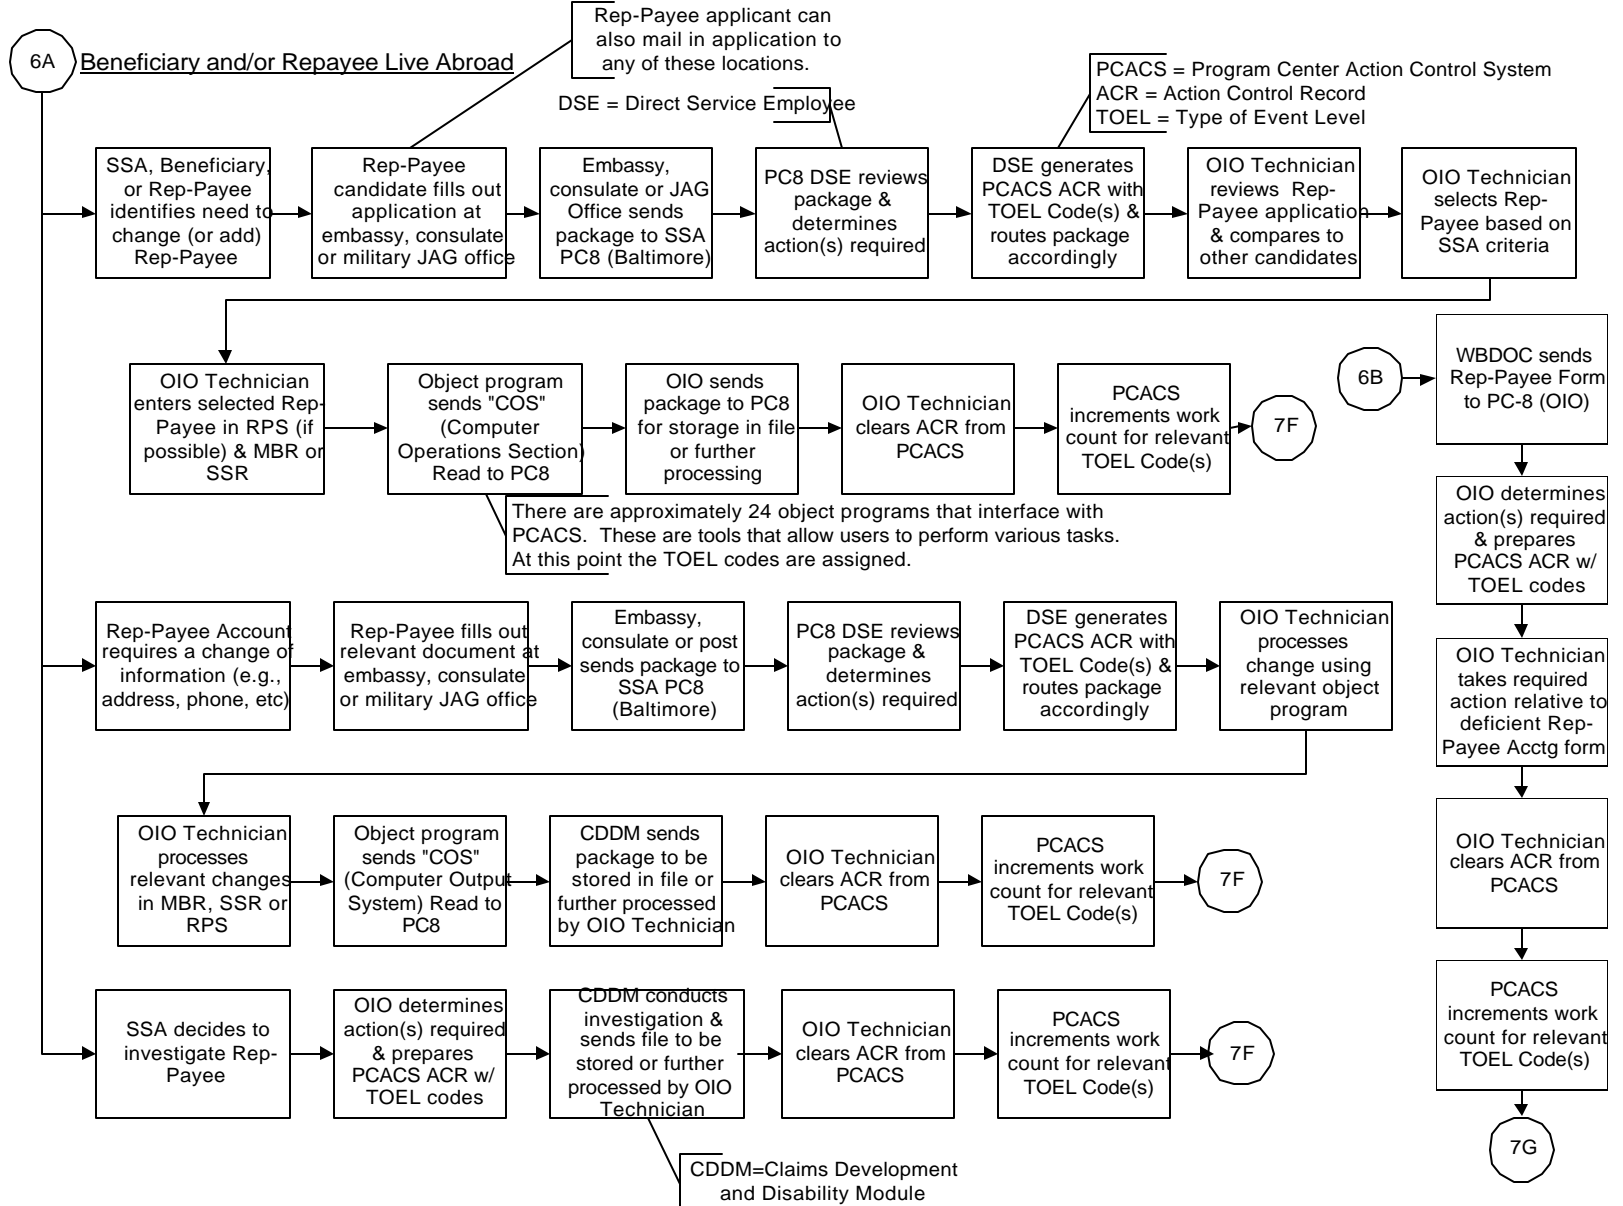 6A
Beneficiary and/or Repayee Live Abroad
Rep-Payee applicant can
also mail in application to
any of these locations.
DSE = Direct Service Employee
PCACS = Program Center Action Control System
ACR = Action Control Record
TOEL = Type of Event Level
SSA, Beneficiary,
or Rep-Payee
identifies need to
change (or add)
Rep-Payee
Rep-Payee
candidate fills out
application at
embassy, consulate
or military JAG office
Embassy,
consulate or JAG
Office sends
package to SSA
PC8 (Baltimore)
PC8 DSE reviews
package &
determines
action(s) required
DSE generates
PCACS ACR with
TOEL Code(s) &
routes package
accordingly
OIO Technician
reviews Rep-
Payee application
& compares to
other candidates
OIO Technician
selects Rep-
Payee based on
SSA criteria
OIO Technician
enters selected Rep-
Payee in RPS (if
possible) & MBR or
SSR
Object program
sends "COS"
(Computer
Operations Section)
Read to PC8
OIO sends
package to PC8
for storage in file
or further
processing
OIO Technician
clears ACR from
PCACS
PCACS
increments work
count for relevant
TOEL Code(s)
7F
There are approximately 24 object programs that interface with
PCACS. These are tools that allow users to perform various tasks.
At this point the TOEL codes are assigned.
6B
WBDOC sends
Rep-Payee Form
to PC-8 (OIO)
OIO determines
action(s) required
& prepares
PCACS ACR w/
TOEL codes
OIO Technician
takes required
action relative to
deficient Rep-
Payee Acctg form
OIO Technician
clears ACR from
PCACS
PCACS
increments work
count for relevant
TOEL Code(s)
7G
Rep-Payee Account
requires a change of
information (e.g.,
address, phone, etc)
Rep-Payee fills out
relevant document at
embassy, consulate
or military JAG office
Embassy,
consulate or post
sends package to
SSA PC8
(Baltimore)
PC8 DSE reviews
package &
determines
action(s) required
DSE generates
PCACS ACR with
TOEL Code(s) &
routes package
accordingly
OIO Technician
processes
change using
relevant object
program
OIO Technician
processes
relevant changes
in MBR, SSR or
RPS
Object program
sends "COS"
(Computer Output
System) Read to
PC8
CDDM sends
package to be
stored in file or
further processed
by OIO Technician
OIO Technician
clears ACR from
PCACS
PCACS
increments work
count for relevant
TOEL Code(s)
7F
SSA decides to
investigate Rep-
Payee
OIO determines
action(s) required
& prepares
PCACS ACR w/
TOEL codes
CDDM conducts
investigation &
sends file to be
stored or further
processed by OIO
Technician
OIO Technician
clears ACR from
PCACS
PCACS
increments work
count for relevant
TOEL Code(s)
7F
CDDM=Claims Development
and Disability Module